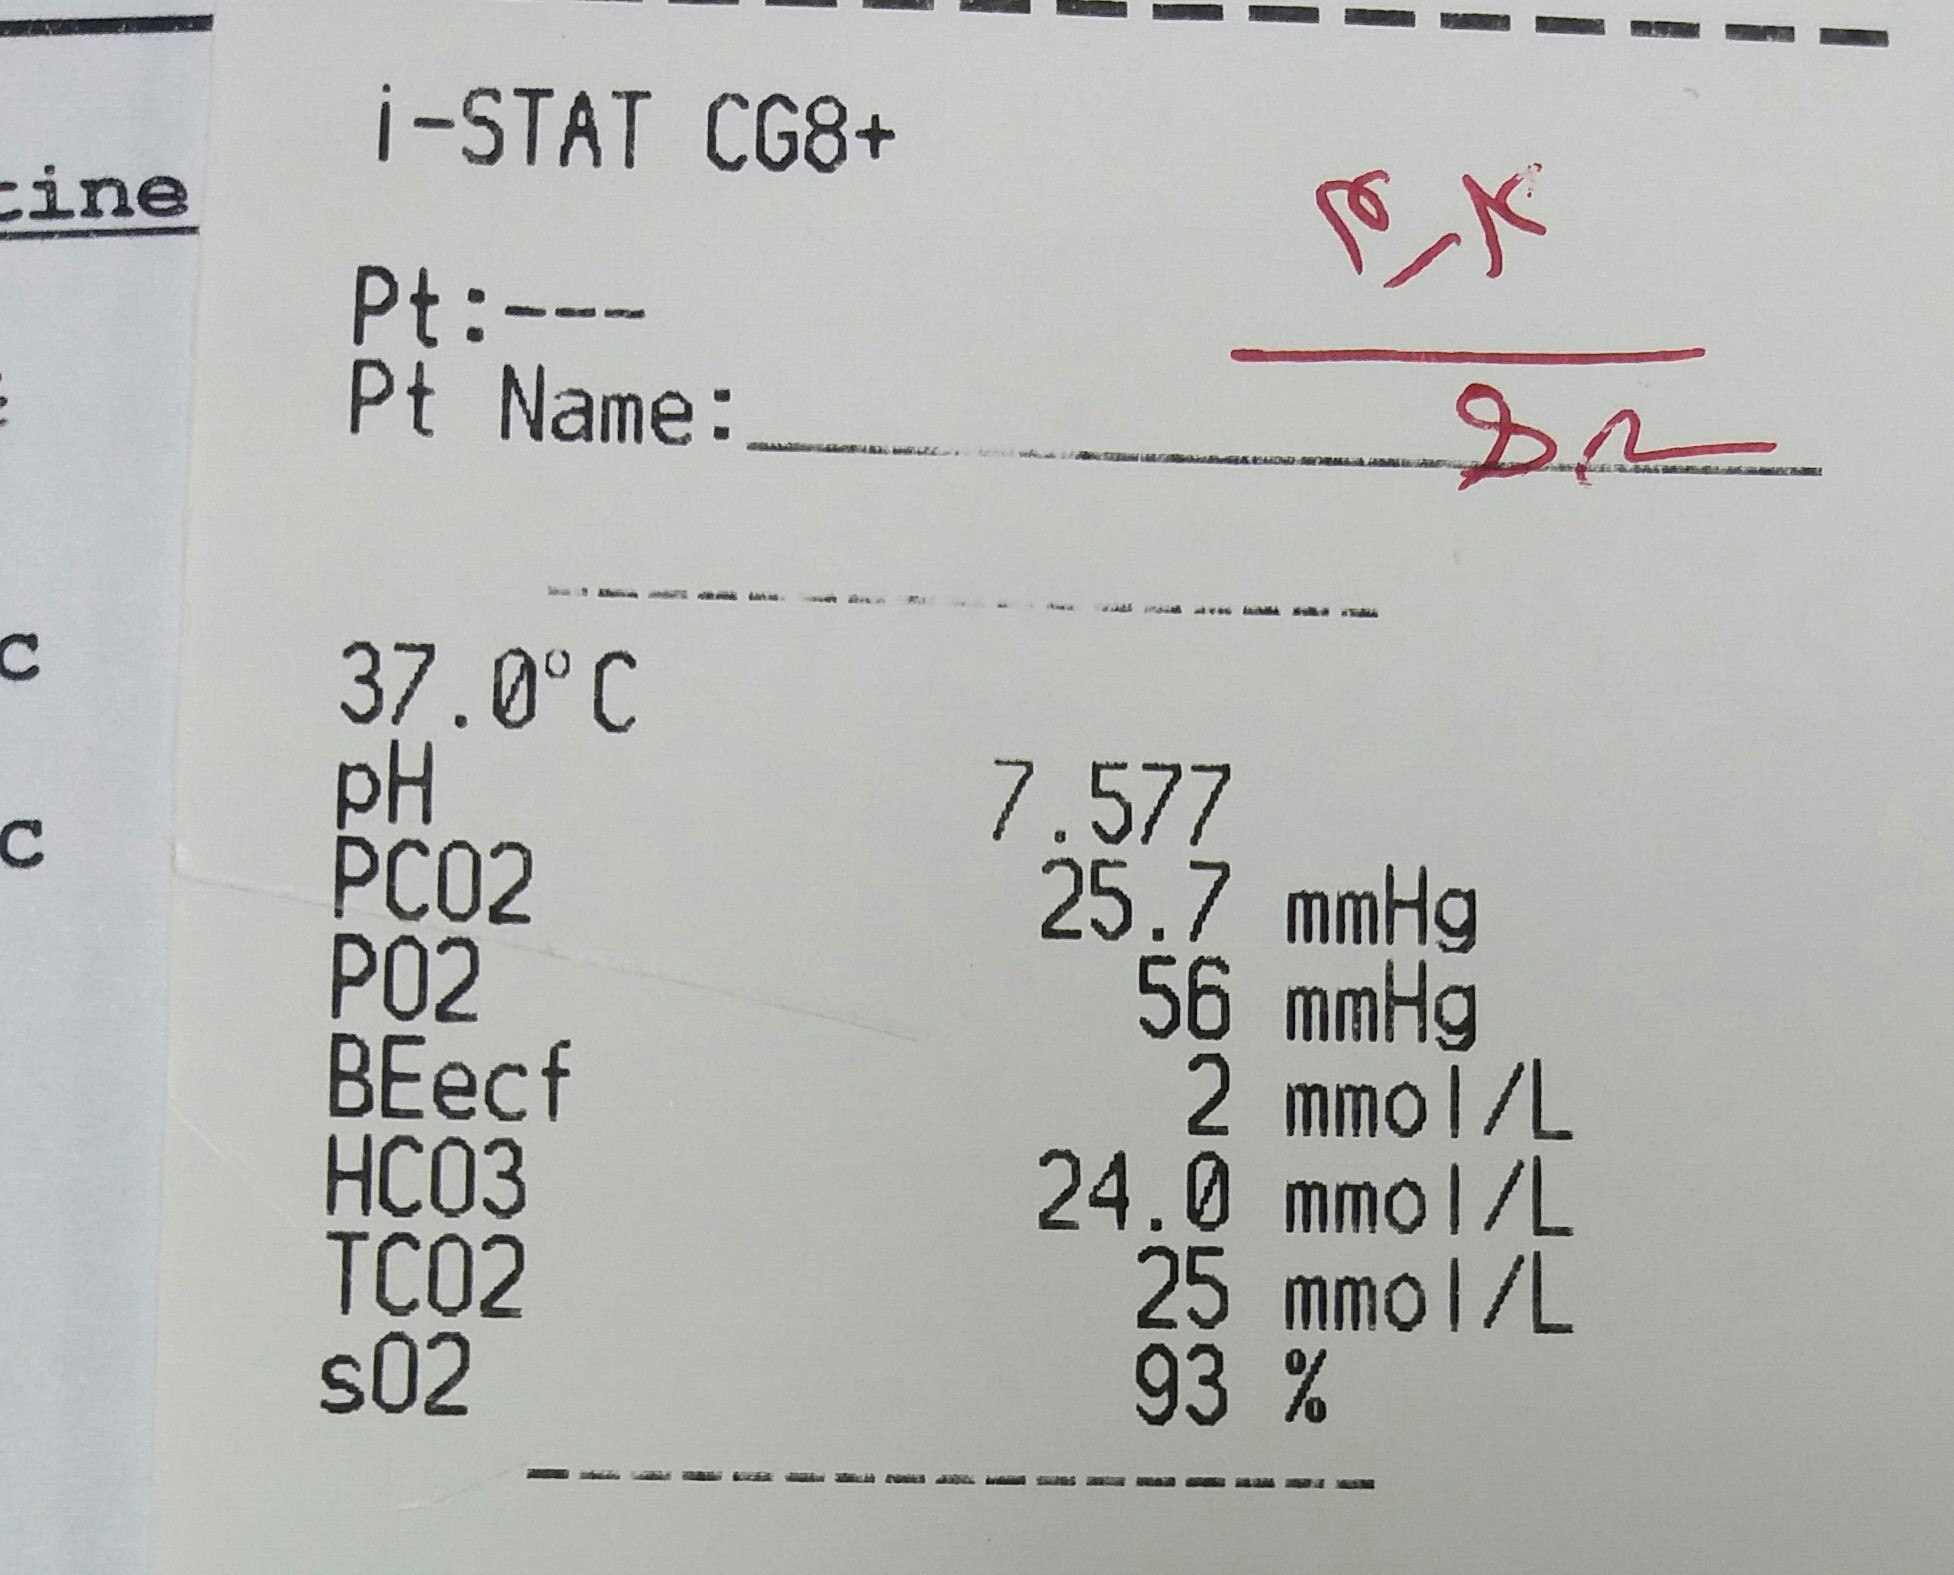 i-STAT CG8+
Pt:---
Pt Name:
37.0°C
pH 7.577
PCO2 25.7 mmHg
PO2 56 mmHg
BEecf 2 mmol/L
HCO3 24.0 mmol/L
TCO2 25 mmol/L
sO2 93 %